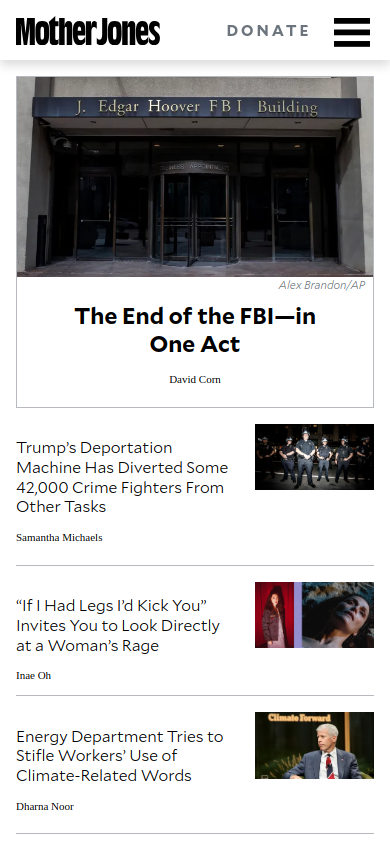 Mother Jones
DONATE
J. Edgar Hoover FBI Building
Alex Brandon/AP
The End of the FBI—in
One Act
David Corn
Trump’s Deportation
Machine Has Diverted Some
42,000 Crime Fighters From
Other Tasks
Samantha Michaels
“If I Had Legs I’d Kick You”
Invites You to Look Directly
at a Woman’s Rage
Inae Oh
Energy Department Tries to
Stifle Workers’ Use of
Climate-Related Words
Dharna Noor
Climate Forward